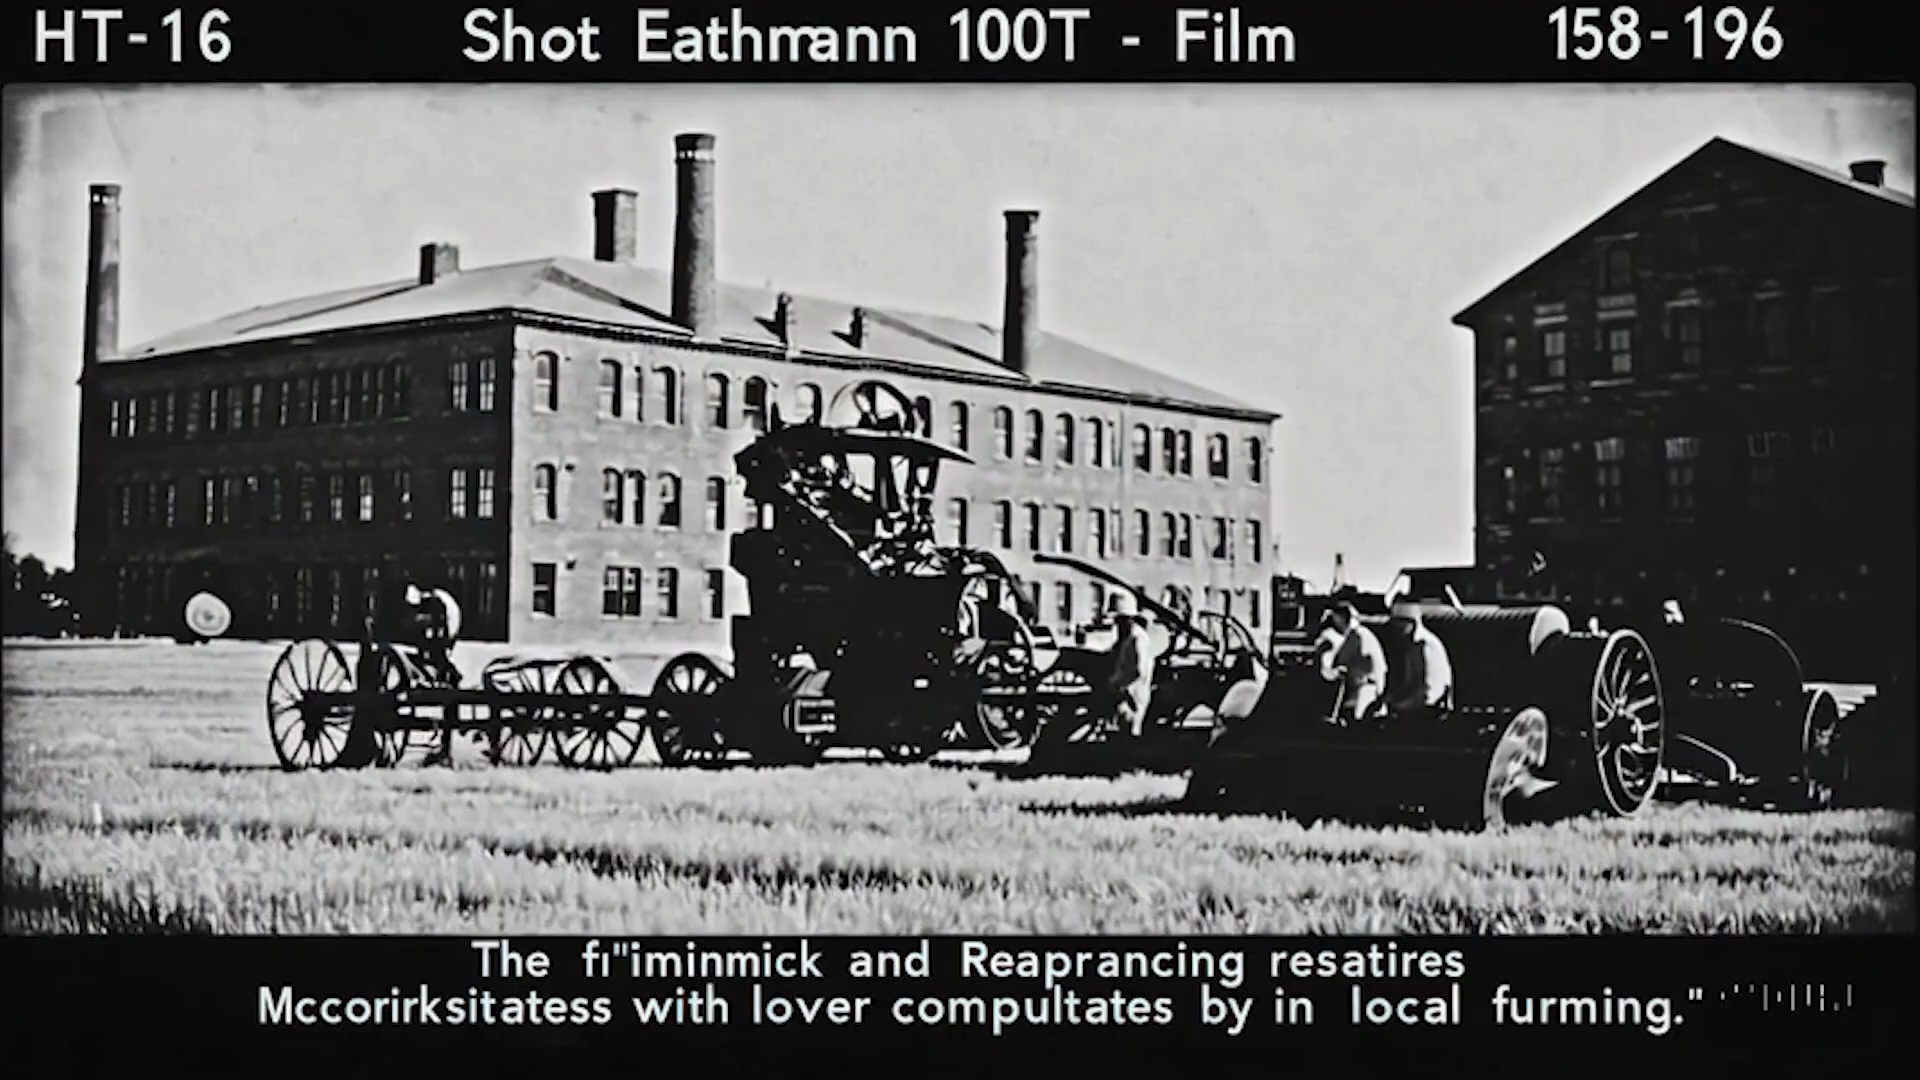 HT-16 Shot Eathmann 100T - Film 158-196
The fi"iminmick and Reaprancing resatires
Mccorirksitatess with lover compultates by in local furming."